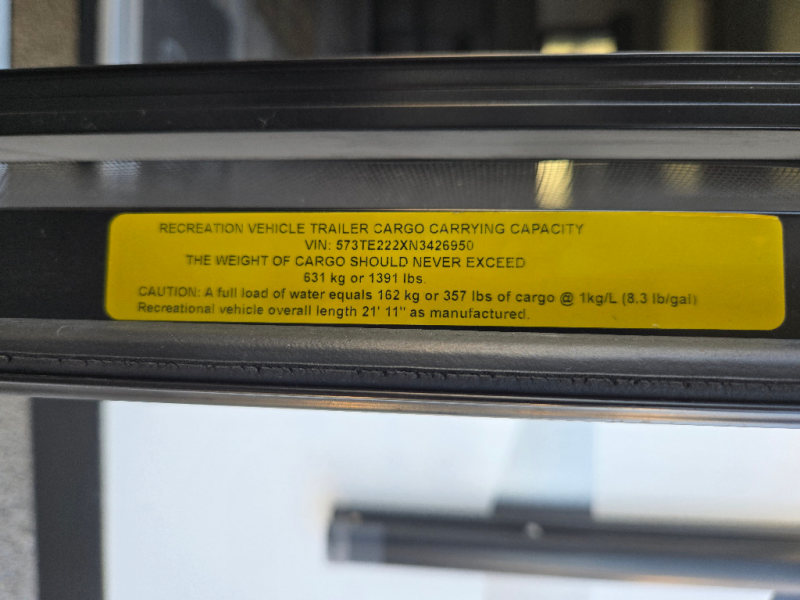 RECREATION VEHICLE TRAILER CARGO CARRYING CAPACITY
VIN: 573TE222XN3426950
THE WEIGHT OF CARGO SHOULD NEVER EXCEED
631 kg or 1391 lbs.
CAUTION: A full load of water equals 162 kg or 357 lbs of cargo @ 1kg/L (8.3 lb/gal)
Recreational vehicle overall length 21' 11" as manufactured.